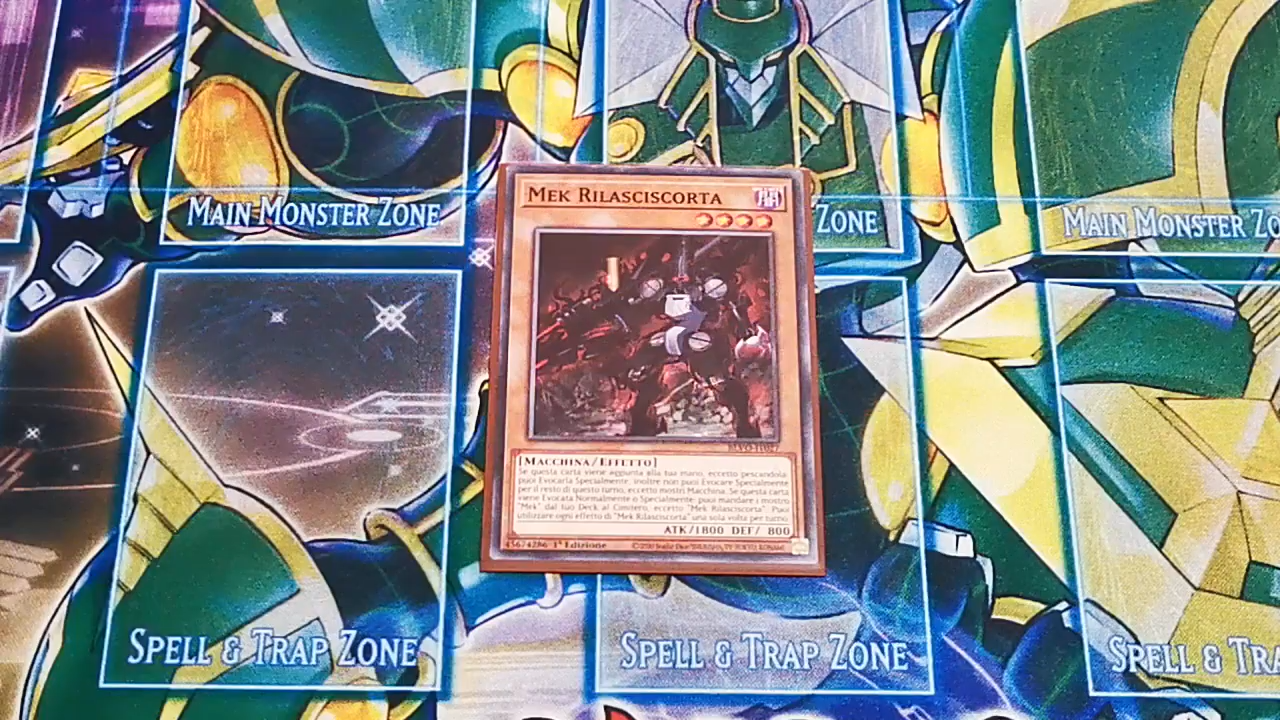 MAIN MONSTER ZONE
ZONE
MAIN MONSTER ZO
MEK RILASCISCORTA
[MACCHINA/EFFETTO]
Se questa carta viene aggiunta alla tua mano, eccetto pescandola:
puoi Evocarla Specialmente, inoltre non puoi Evocare Specialmente
per il resto di questo turno, eccetto mostri Macchina. Se questa carta
viene Evocata Normalmente o Specialmente: puoi mandare 1 mostro
"Mek" dal tuo Deck al Cimitero, eccetto "Mek Rilasciscorta". Puoi
utilizzare ogni effetto di "Mek Rilasciscorta" una sola volta per turno.
ATK/1800 DEF/ 800
45674286 1ª Edizione
SPELL & TRAP ZONE
SPELL & TRAP ZONE
SPELL & TRA